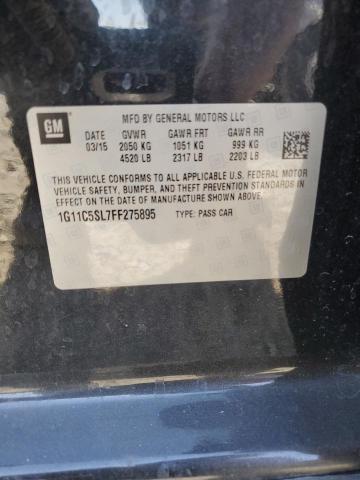 GM
MFD BY GENERAL MOTORS LLC
03/15 GVWR GAWR FRT GAWR RR
2050 KG 1051 KG 999 KG
4520 LB 2317 LB 2203 LB
THIS VEHICLE CONFORMS TO ALL APPLICABLE U.S. FEDERAL MOTOR
VEHICLE SAFETY, BUMPER, AND THEFT PREVENTION STANDARDS IN
EFFECT ON THE DATE OF MANUFACTURE SHOWN ABOVE.
1G11C5SL7FF275895 TYPE: PASS CAR